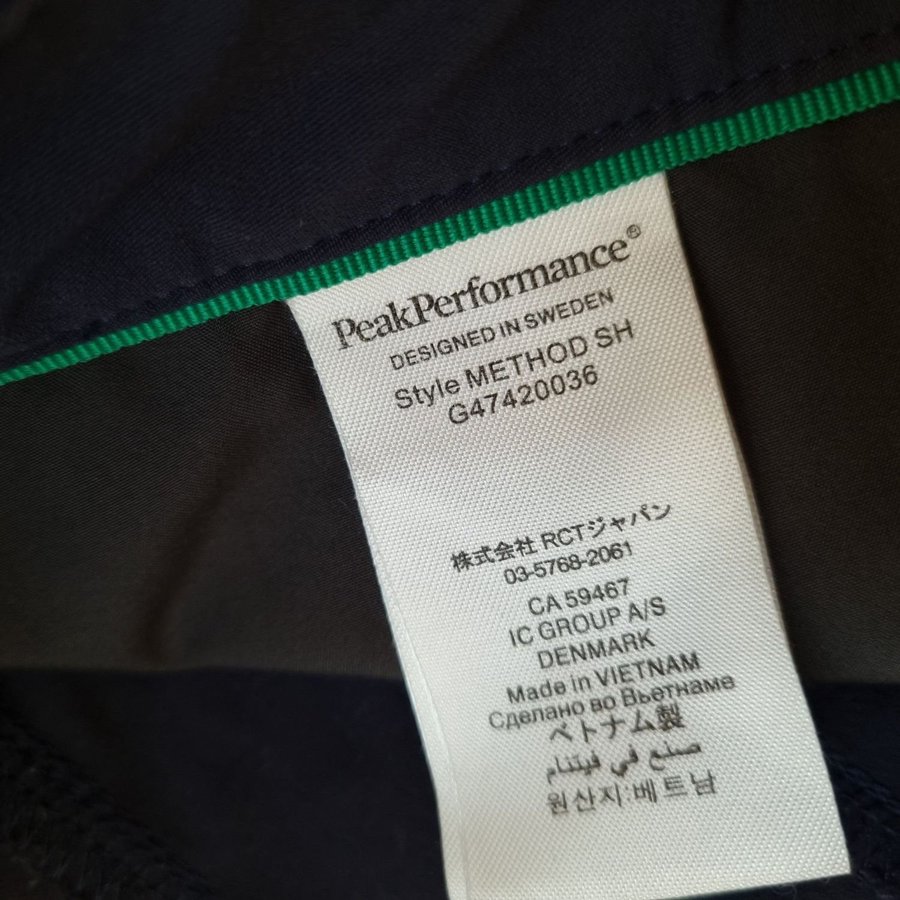 PeakPerformance®
DESIGNED IN SWEDEN
Style METHOD SH
G47420036
株式会社 RCTジャパン
03-5768-2061
CA 59467
IC GROUP A/S
DENMARK
Made in VIETNAM
Сделано во Вьетнаме
ベトナム製
صنع في فيتنام
원산지:베트남